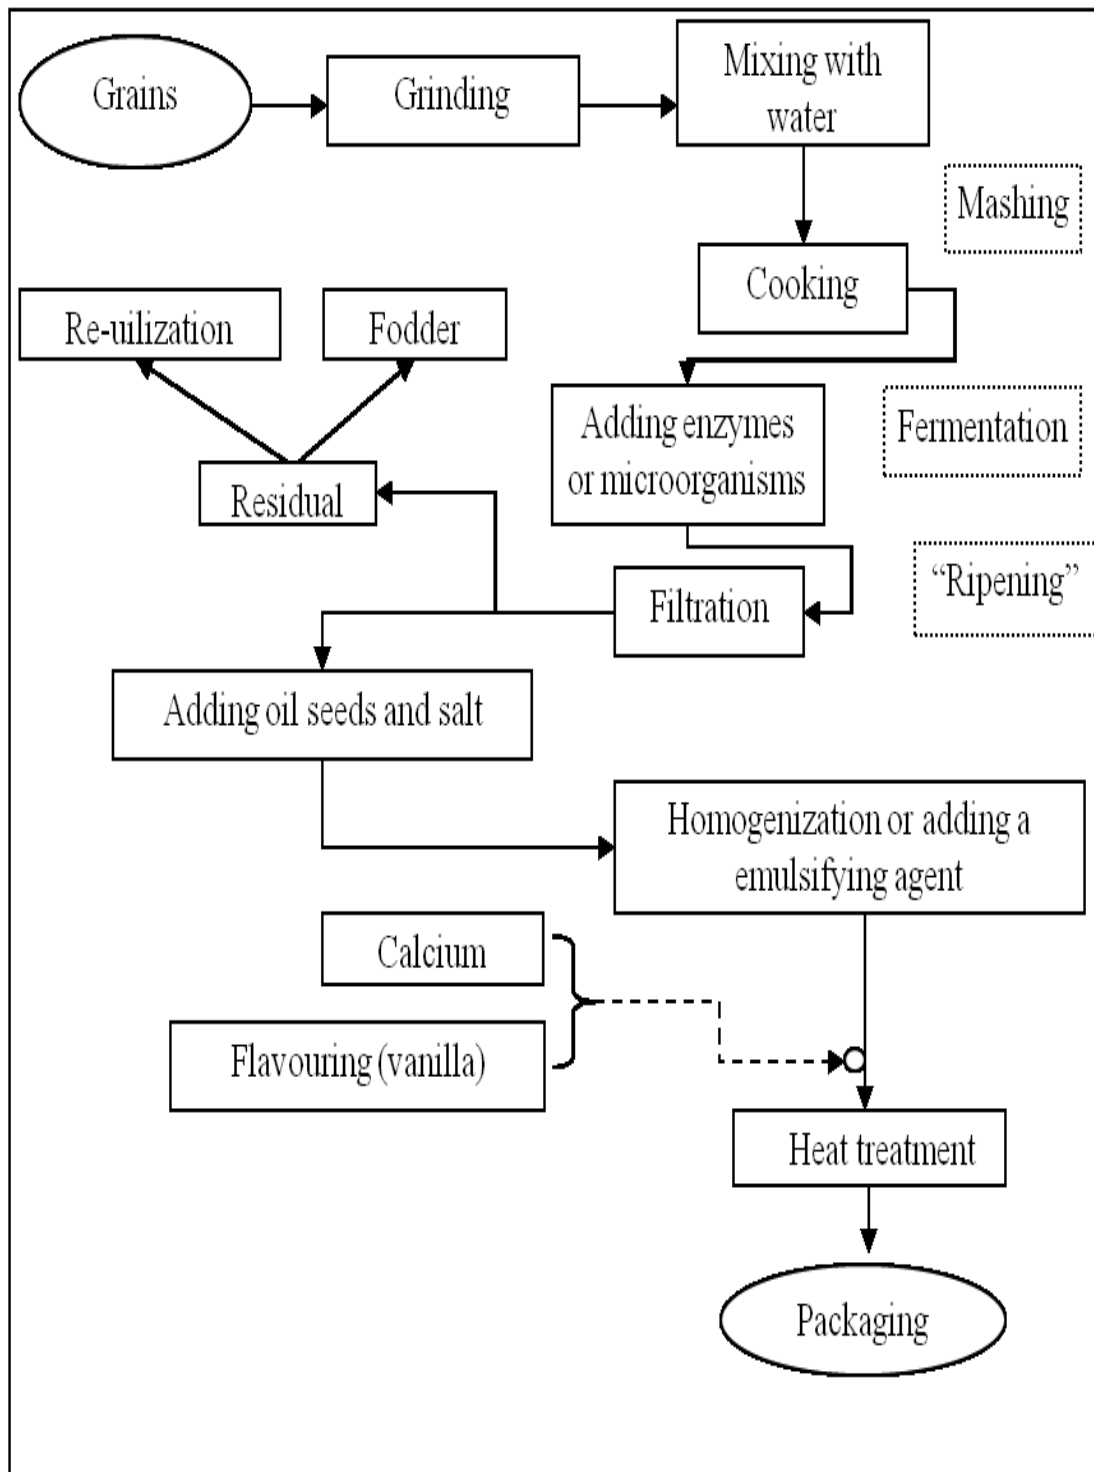 Grains
Grinding
Mixing with
water
Mashing
Cooking
Re-uilization
Fodder
Adding enzymes
or microorganisms
Fermentation
Residual
"Ripening"
Filtration
Adding oil seeds and salt
Homogenization or adding a
emulsifying agent
Calcium
Flavouring (vanilla)
Heat treatment
Packaging